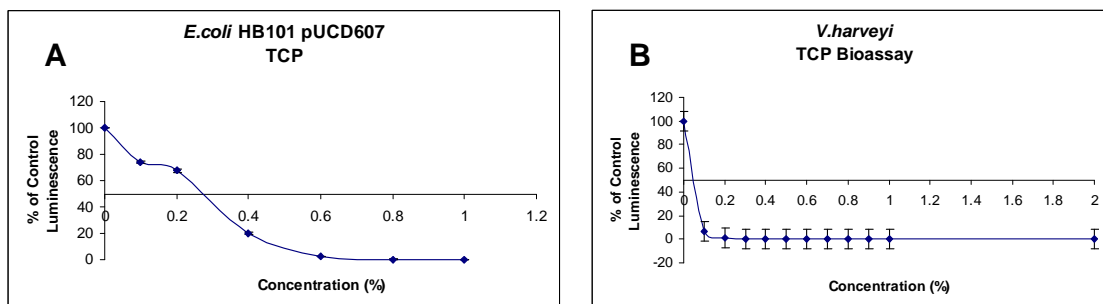 A
E.coli HB101 pUCD607
TCP
% of Control
Luminescence
120
100
80
60
40
20
0
0 0.2 0.4 0.6 0.8 1 1.2
Concentration (%)
B
V.harveyi
TCP Bioassay
% of Control
Luminescence
120
100
80
60
40
20
0
-20
0 0.2 0.4 0.6 0.8 1 1.2 1.4 1.6 1.8 2
Concentration (%)